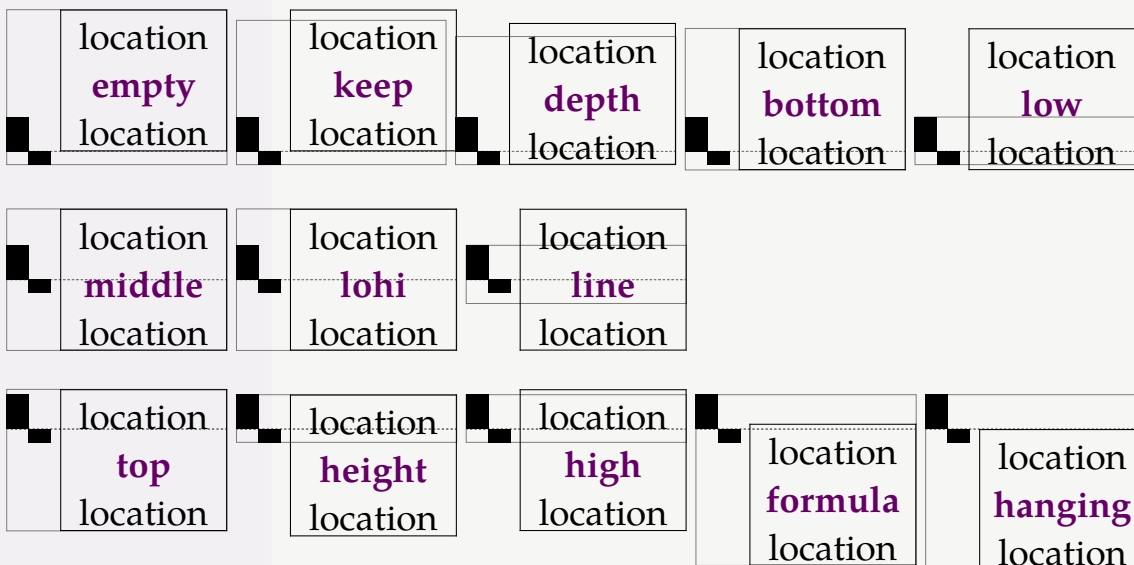 location
empty
location
location
keep
location
location
depth
location
location
bottom
location
location
low
location
location
middle
location
location
lohi
location
location
line
location
location
top
location
location
height
location
location
high
location
location
formula
location
location
hanging
location